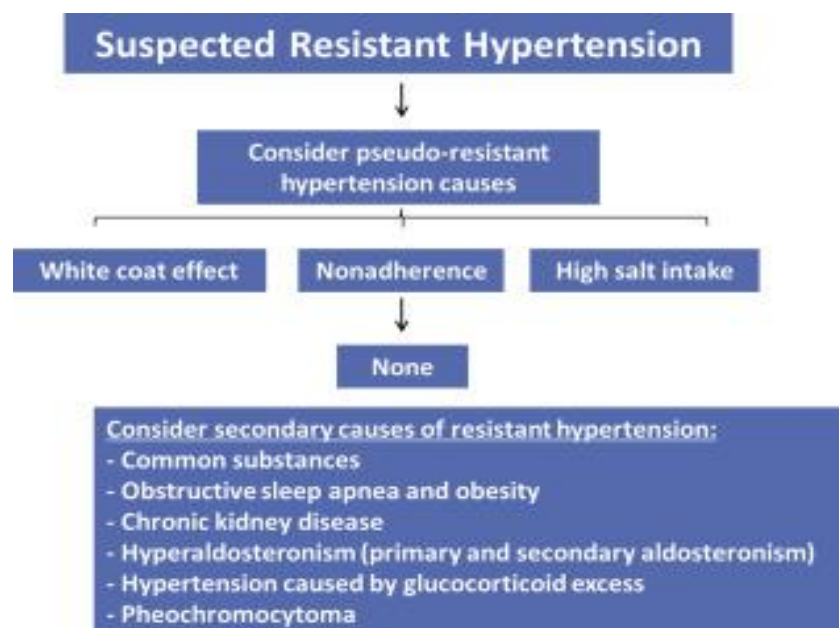 Suspected Resistant Hypertension
Consider pseudo-resistant
hypertension causes
White coat effect
Nonadherence
High salt intake
None
Consider secondary causes of resistant hypertension:
- Common substances
- Obstructive sleep apnea and obesity
- Chronic kidney disease
- Hyperaldosteronism (primary and secondary aldosteronism)
- Hypertension caused by glucocorticoid excess
- Pheochromocytoma